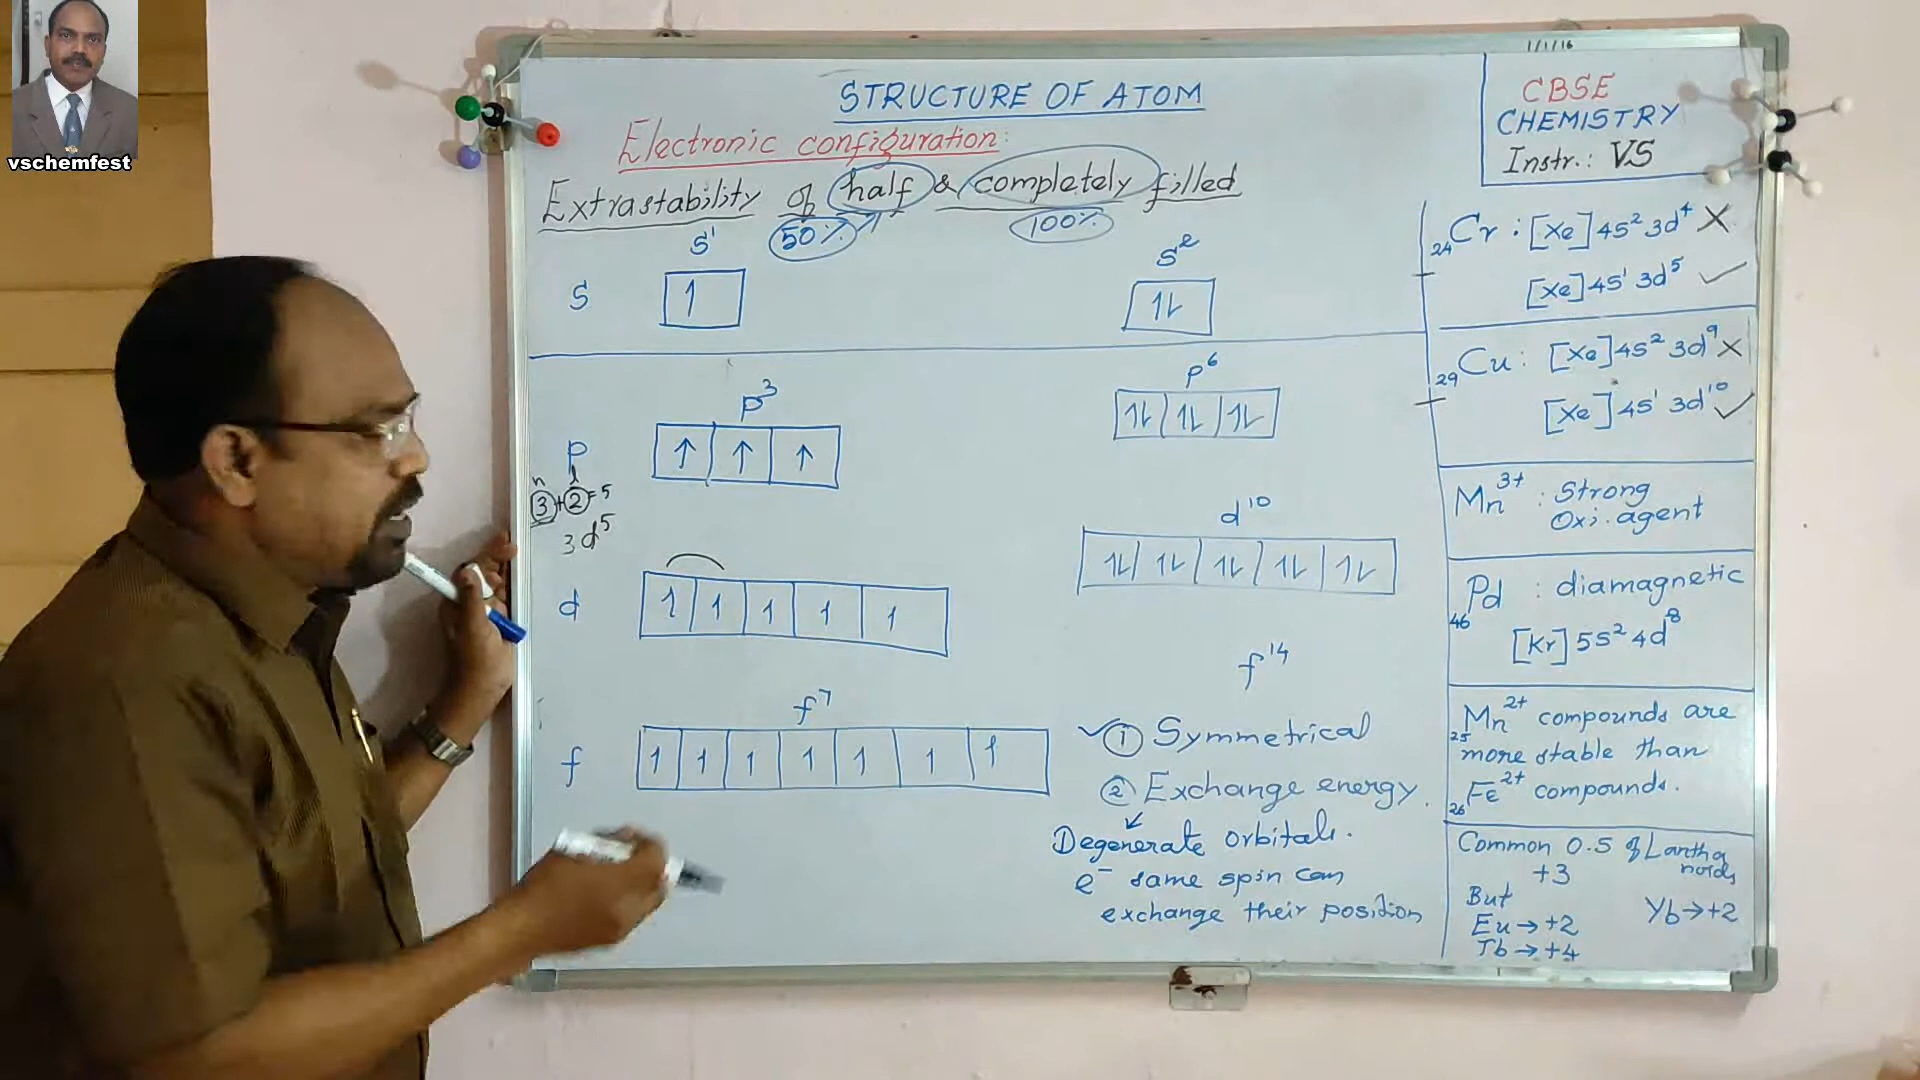 vschemfest
1/1/16
STRUCTURE OF ATOM
Electronic configuration:
Extrastability of half & completely filled
50% 100%
s¹ s²
S 1 1⇂
p³ p⁶
P ↑ ↑ ↑ 1⇂ 1⇂ 1⇂
n l
3+2=5
3d⁵
d¹⁰
d 1 1 1 1 1 1⇂ 1⇂ 1⇂ 1⇂ 1⇂
f⁷ f¹⁴
f 1 1 1 1 1 1 1
✓① Symmetrical
② Exchange energy.
↙
Degenerate orbitals.
e⁻ same spin can
exchange their position
CBSE
CHEMISTRY
Instr.: VS
₂₄Cr : [Xe] 4s² 3d⁴ X
[Xe] 4s¹ 3d⁵ ✓
₂₉Cu : [Xe] 4s² 3d⁹ X
[Xe] 4s¹ 3d¹⁰ ✓
Mn³⁺ : Strong
Oxi. agent
₄₆Pd : diamagnetic
[Kr] 5s² 4d⁸
₂₅Mn²⁺ compounds are
more stable than
₂₆Fe²⁺ compounds.
Common O.S of Lantha
noids
+3
But
Eu→+2 Yb→+2
Tb→+4